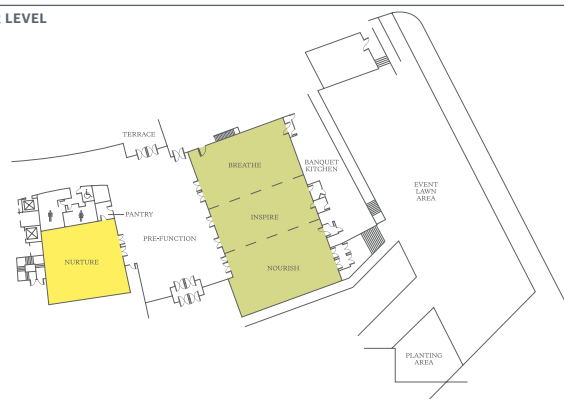 LEVEL
TERRACE
BREATHE
BANQUET
KITCHEN
EVENT
LAWN
AREA
PANTRY
INSPIRE
PRE-FUNCTION
NURTURE
NOURISH
PLANTING
AREA